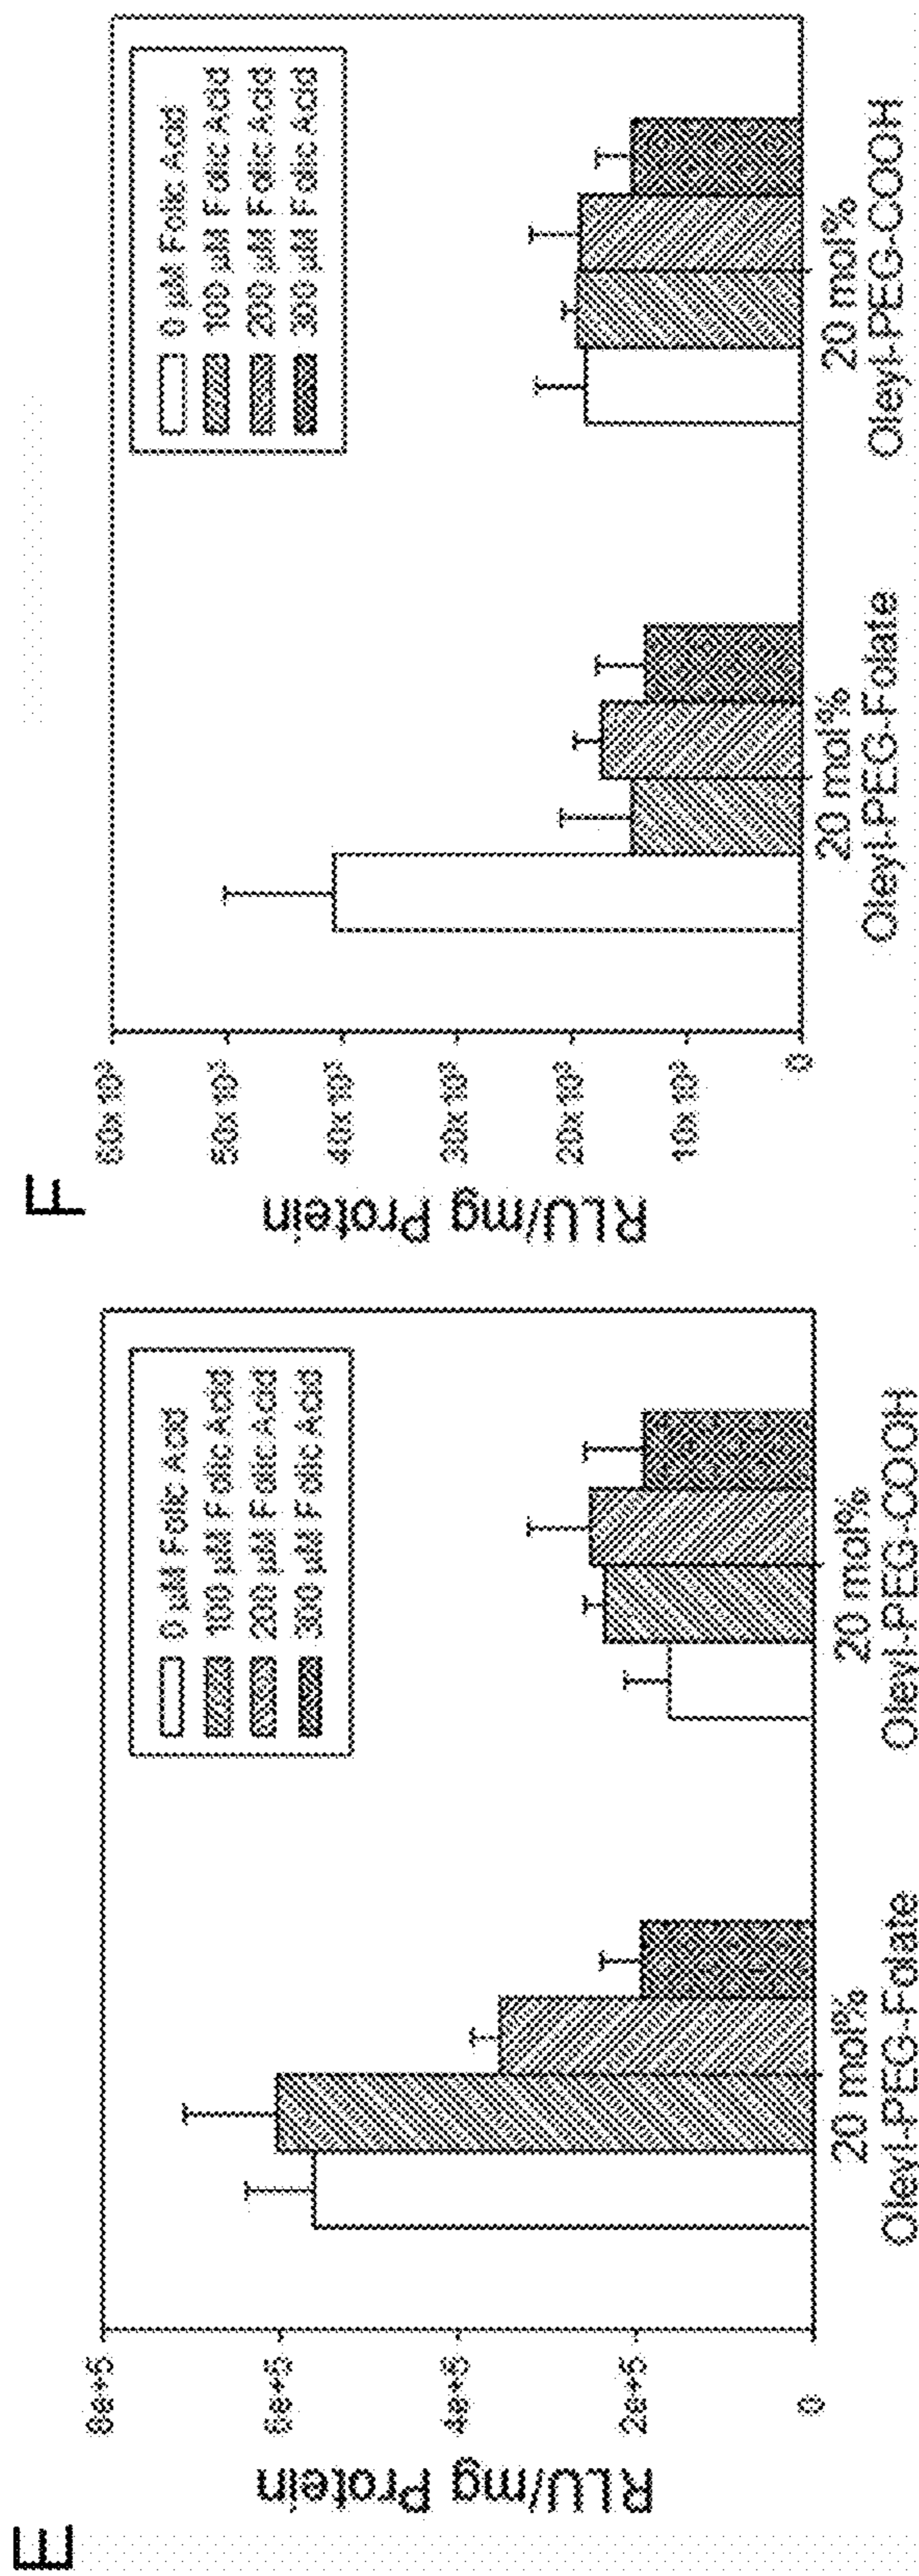 E
RLU/mg Protein
8e+5
6e+5
4e+5
2e+5
0
0 µM Folic Acid
100 µM Folic Acid
200 µM Folic Acid
300 µM Folic Acid
20 mol%
Oleyl-PEG-Folate
20 mol%
Oleyl-PEG-COOH
F
RLU/mg Protein
60x 10³
50x 10³
40x 10³
30x 10³
20x 10³
10x 10³
0
0 µM Folic Acid
100 µM Folic Acid
200 µM Folic Acid
300 µM Folic Acid
20 mol%
Oleyl-PEG-Folate
20 mol%
Oleyl-PEG-COOH